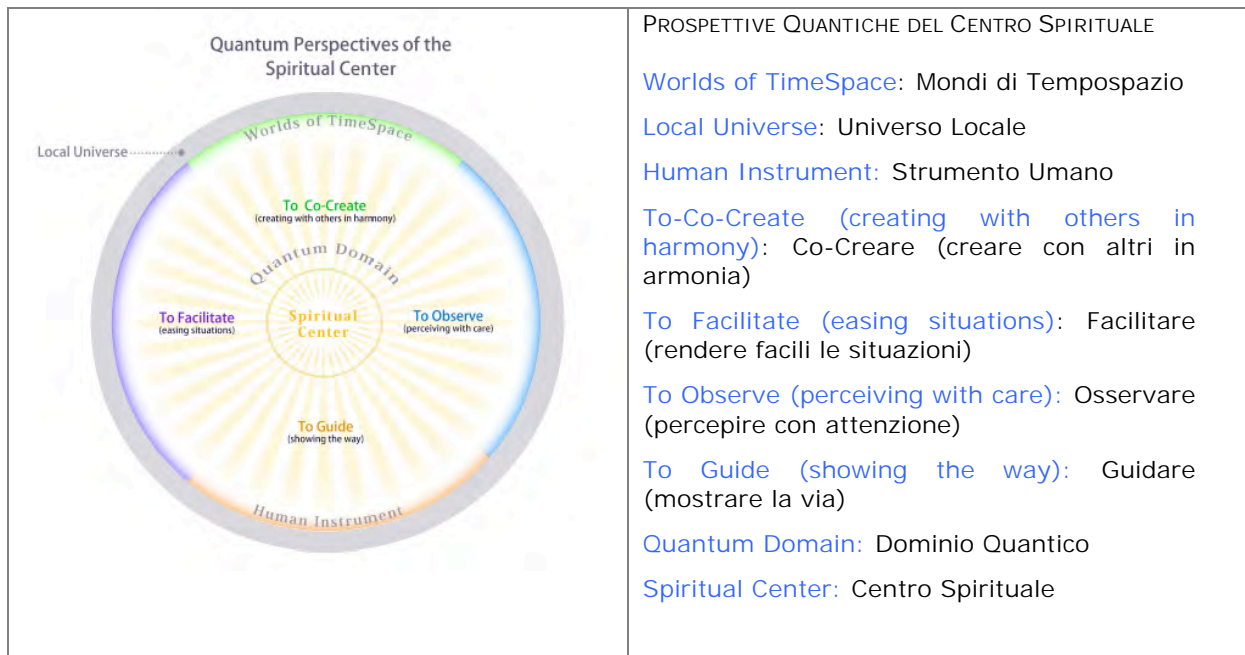 Quantum Perspectives of the
Spiritual Center
Worlds of TimeSpace
Local Universe
To Co-Create
(creating with others in harmony)
Quantum Domain
To Facilitate
(easing situations)
Spiritual
Center
To Observe
(perceiving with care)
To Guide
(showing the way)
Human Instrument
PROSPETTIVE QUANTICHE DEL CENTRO SPIRITUALE
Worlds of TimeSpace: Mondi di Tempospazio
Local Universe: Universo Locale
Human Instrument: Strumento Umano
To-Co-Create (creating with others in
harmony): Co-Creare (creare con altri in
armonia)
To Facilitate (easing situations): Facilitare
(rendere facili le situazioni)
To Observe (perceiving with care): Osservare
(percepire con attenzione)
To Guide (showing the way): Guidare
(mostrare la via)
Quantum Domain: Dominio Quantico
Spiritual Center: Centro Spirituale